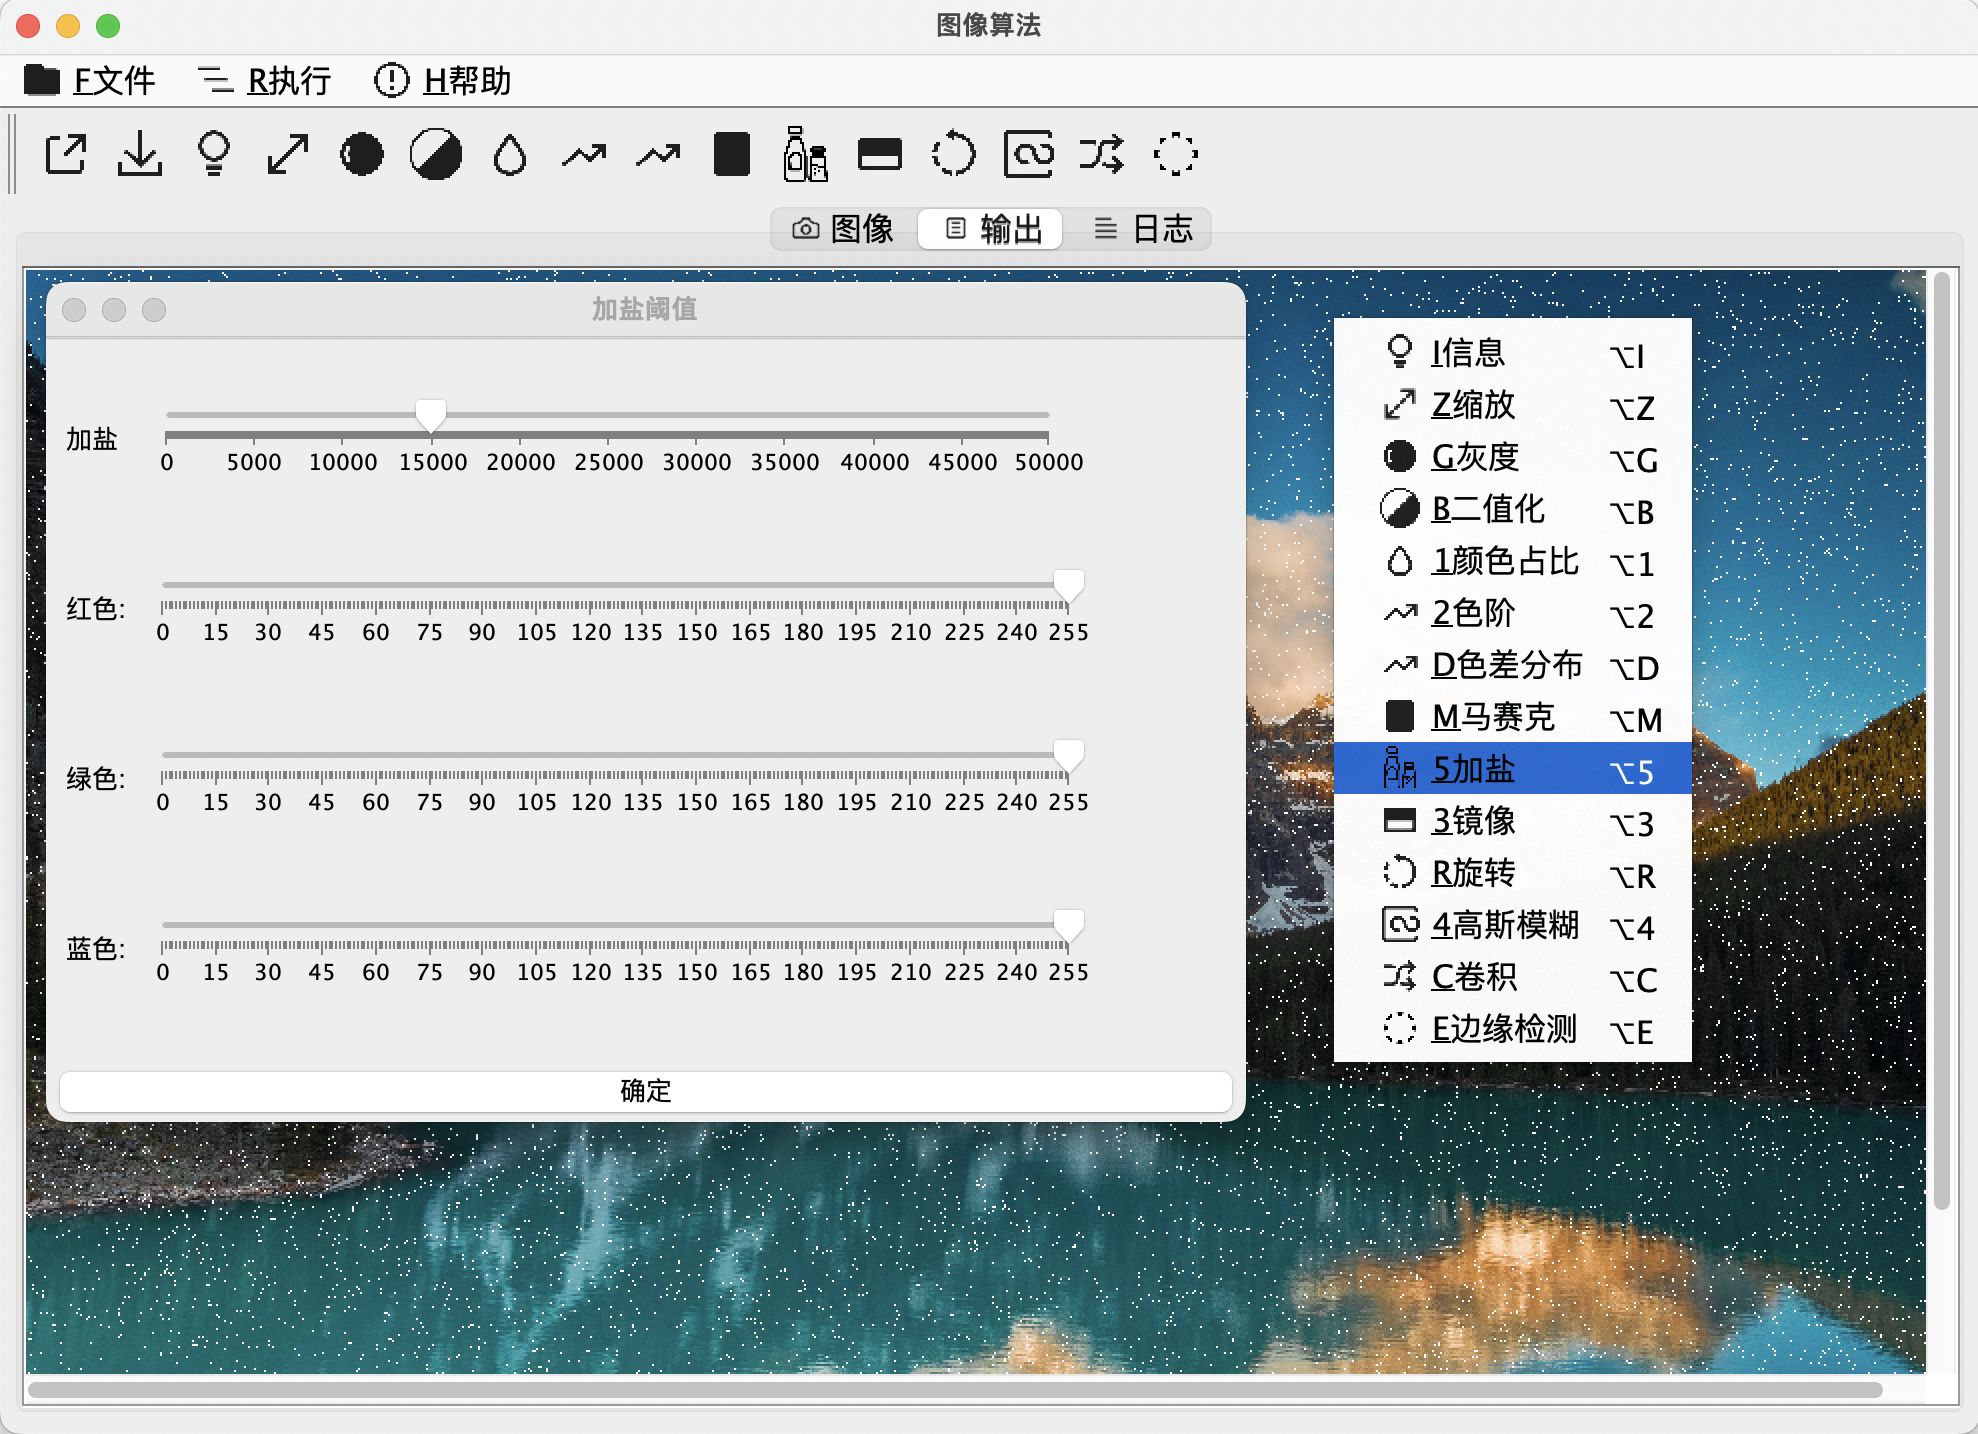 图像算法
F文件 R执行 H帮助
图像 输出 日志
加盐阈值
加盐
0 5000 10000 15000 20000 25000 30000 35000 40000 45000 50000
红色:
0 15 30 45 60 75 90 105 120 135 150 165 180 195 210 225 240 255
绿色:
0 15 30 45 60 75 90 105 120 135 150 165 180 195 210 225 240 255
蓝色:
0 15 30 45 60 75 90 105 120 135 150 165 180 195 210 225 240 255
确定
I信息 ⌥I
Z缩放 ⌥Z
G灰度 ⌥G
B二值化 ⌥B
1颜色占比 ⌥1
2色阶 ⌥2
D色差分布 ⌥D
M马赛克 ⌥M
5加盐 ⌥5
3镜像 ⌥3
R旋转 ⌥R
4高斯模糊 ⌥4
C卷积 ⌥C
E边缘检测 ⌥E